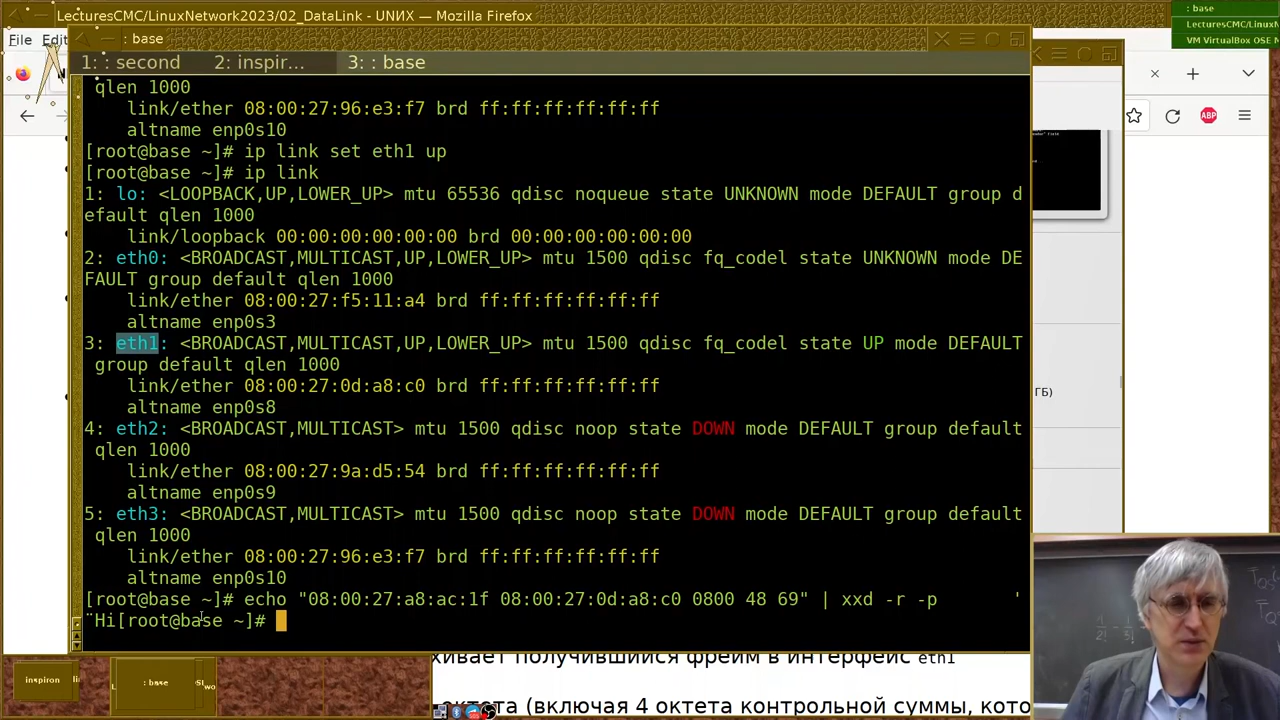 LecturesCMC/LinuxNetwork2023/02_DataLink - UNИX — Mozilla Firefox
: base
LecturesCMC/Linux
VM VirtualBox OSE
File Edit
: base
1: : second 2: inspir... 3: : base
qlen 1000
link/ether 08:00:27:96:e3:f7 brd ff:ff:ff:ff:ff:ff
altname enp0s10
[root@base ~]# ip link set eth1 up
[root@base ~]# ip link
1: lo: <LOOPBACK,UP,LOWER_UP> mtu 65536 qdisc noqueue state UNKNOWN mode DEFAULT group d
efault qlen 1000
link/loopback 00:00:00:00:00:00 brd 00:00:00:00:00:00
2: eth0: <BROADCAST,MULTICAST,UP,LOWER_UP> mtu 1500 qdisc fq_codel state UNKNOWN mode DE
FAULT group default qlen 1000
link/ether 08:00:27:f5:11:a4 brd ff:ff:ff:ff:ff:ff
altname enp0s3
3: eth1: <BROADCAST,MULTICAST,UP,LOWER_UP> mtu 1500 qdisc fq_codel state UP mode DEFAULT
group default qlen 1000
link/ether 08:00:27:0d:a8:c0 brd ff:ff:ff:ff:ff:ff
altname enp0s8
4: eth2: <BROADCAST,MULTICAST> mtu 1500 qdisc noop state DOWN mode DEFAULT group default
qlen 1000
link/ether 08:00:27:9a:d5:54 brd ff:ff:ff:ff:ff:ff
altname enp0s9
5: eth3: <BROADCAST,MULTICAST> mtu 1500 qdisc noop state DOWN mode DEFAULT group default
qlen 1000
link/ether 08:00:27:96:e3:f7 brd ff:ff:ff:ff:ff:ff
altname enp0s10
[root@base ~]# echo "08:00:27:a8:ac:1f 08:00:27:0d:a8:c0 0800 48 69" | xxd -r -p '
¨Hi[root@base ~]#
ABP
ГБ)
хивает получившийся фрейм в интерфейс eth1
та (включая 4 октета контрольной суммы, кото
inspiron
: base